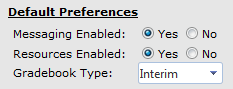 Default Preferences
Messaging Enabled: Yes No
Resources Enabled: Yes No
Gradebook Type: Interim